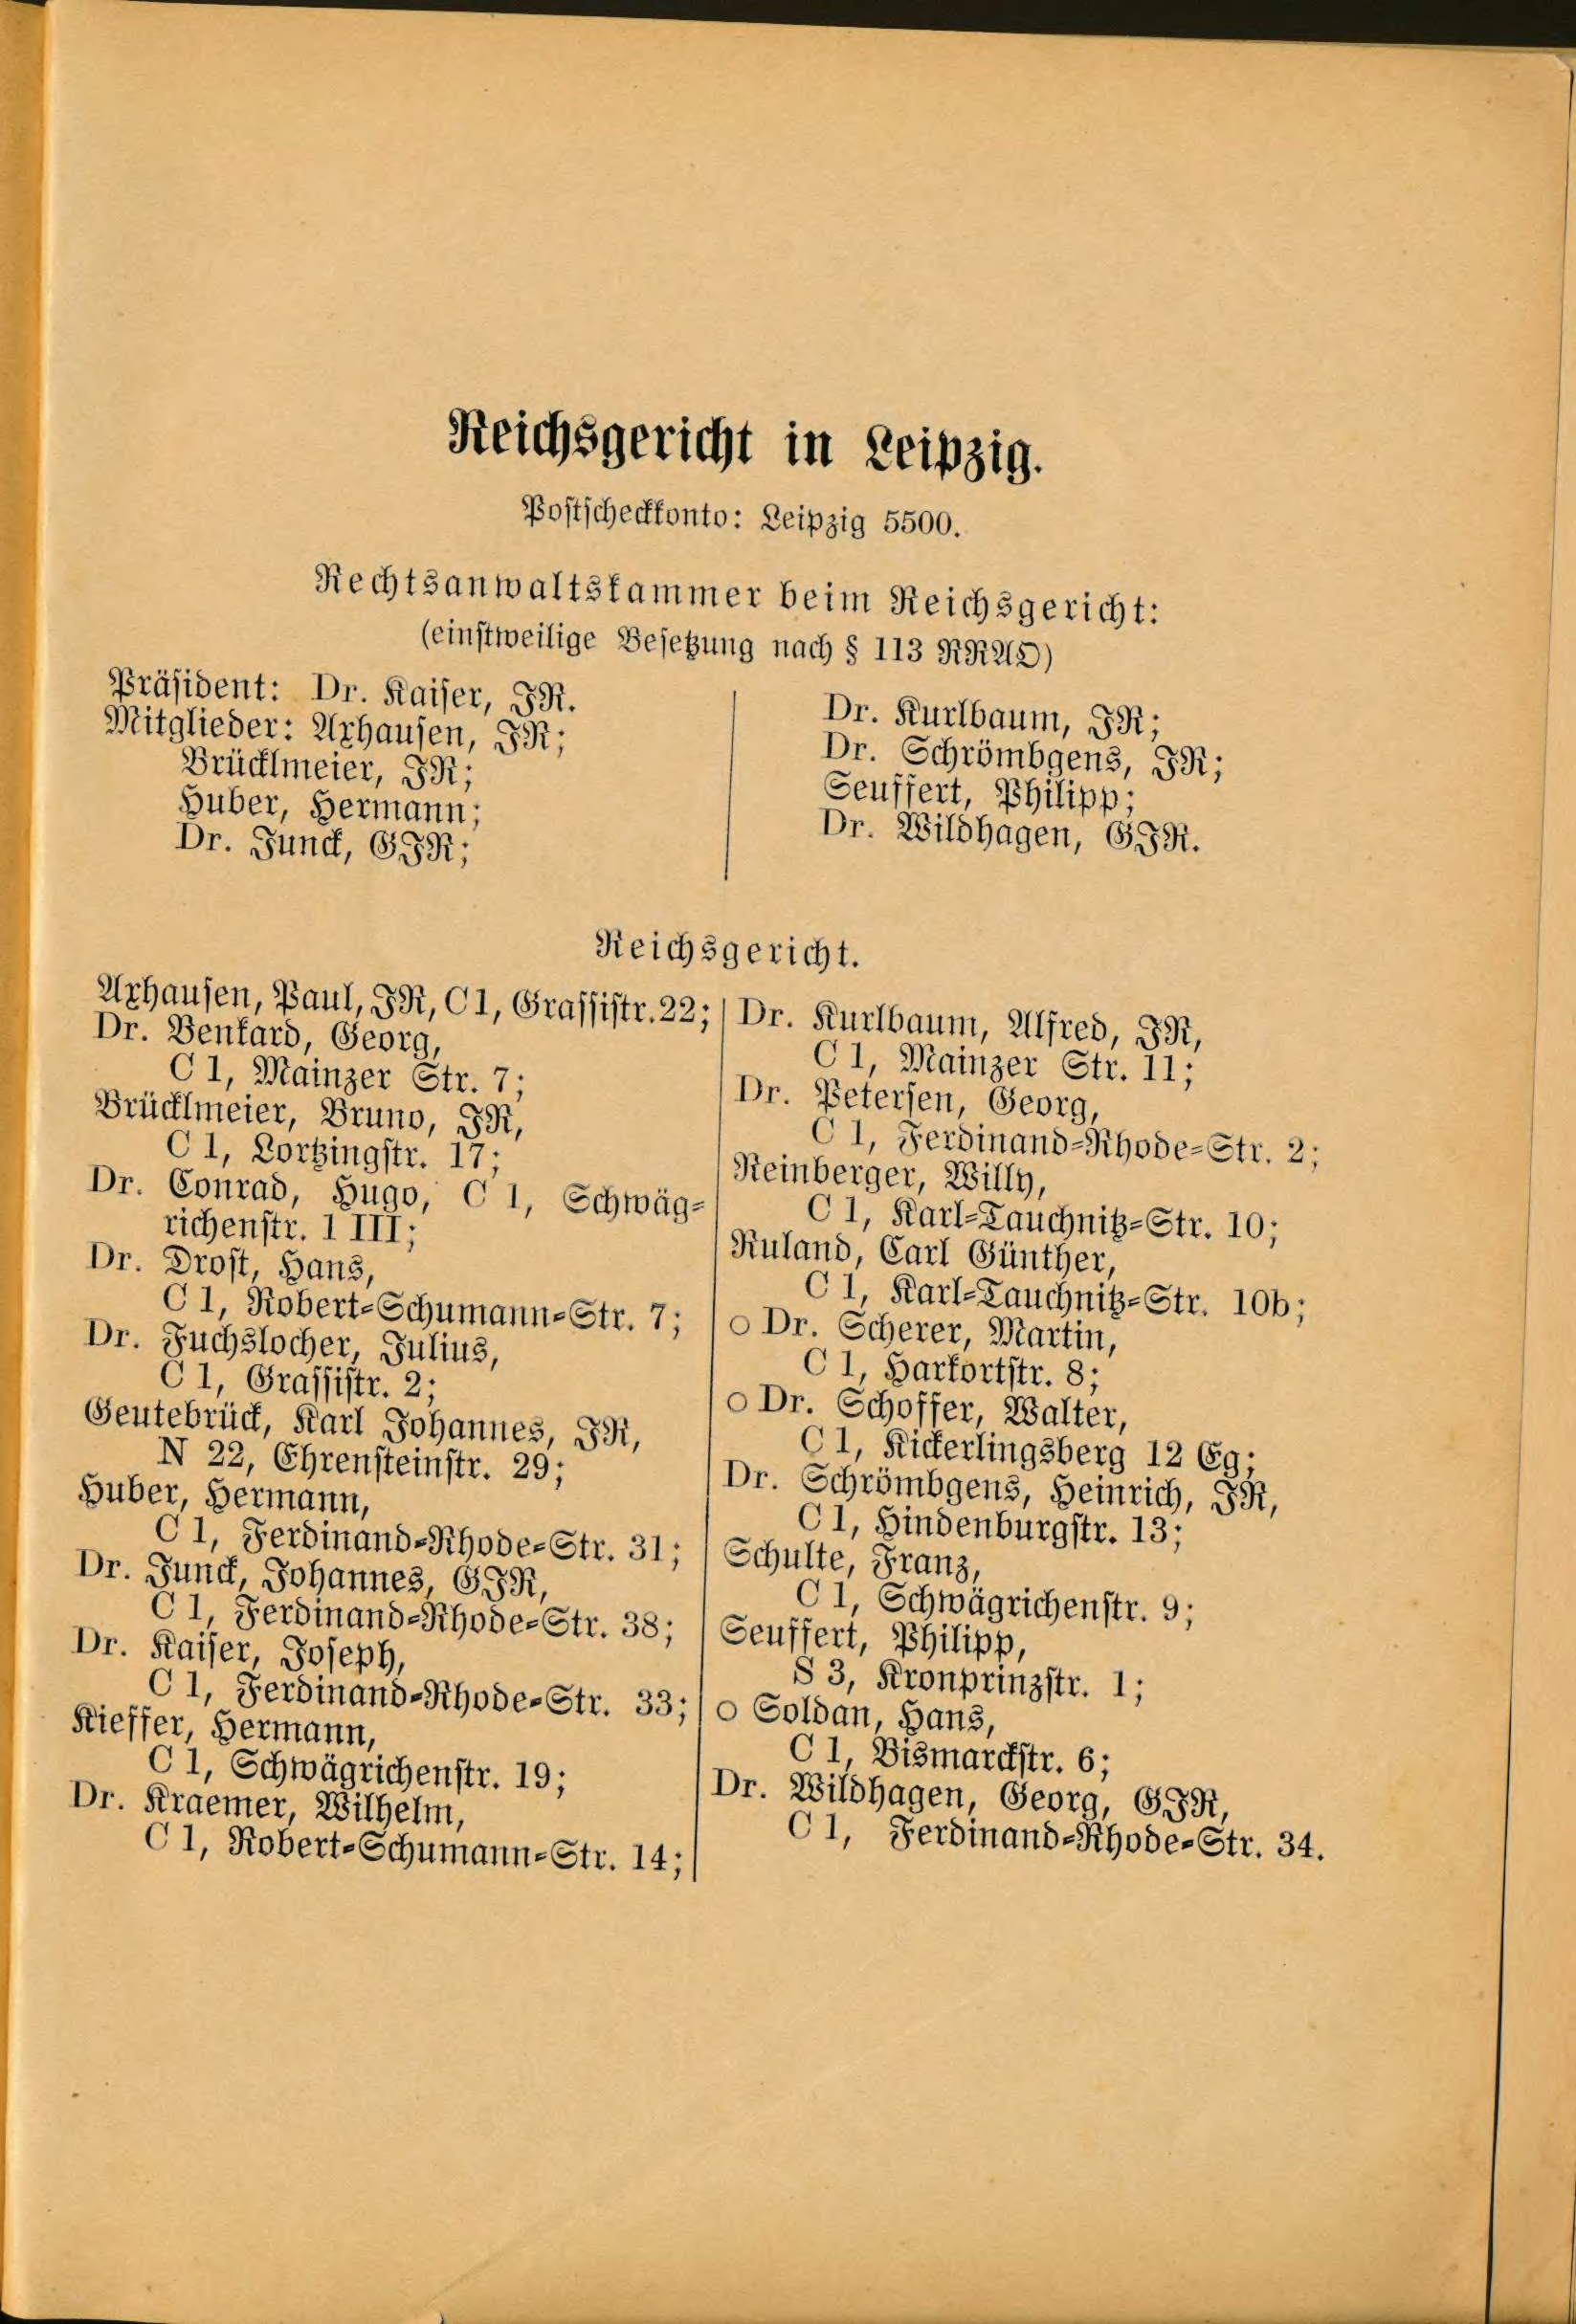 Reichsgericht in Leipzig.
Postscheckkonto: Leipzig 5500.
Rechtsanwaltskammer beim Reichsgericht:
(einstweilige Besetzung nach § 113 RRAO)
Präsident: Dr. Kaiser, JR.
Mitglieder: Axhausen, JR;
Brücklmeier, JR;
Huber, Hermann;
Dr. Junck, GJR;
Dr. Kurlbaum, JR;
Dr. Schrömbgens, JR;
Seuffert, Philipp;
Dr. Wildhagen, GJR.
Reichsgericht.
Axhausen, Paul, JR, C 1, Grassistr. 22;
Dr. Benkard, Georg,
C 1, Mainzer Str. 7;
Brücklmeier, Bruno, JR,
C 1, Lortzingstr. 17;
Dr. Conrad, Hugo, C 1, Schwäg-
richenstr. 1 III;
Dr. Drost, Hans,
C 1, Robert-Schumann-Str. 7;
Dr. Fuchslocher, Julius,
C 1, Grassistr. 2;
Geutebrück, Karl Johannes, JR,
N 22, Ehrensteinstr. 29;
Huber, Hermann,
C 1, Ferdinand-Rhode-Str. 31;
Dr. Junck, Johannes, GJR,
C 1, Ferdinand-Rhode-Str. 38;
Dr. Kaiser, Joseph,
C 1, Ferdinand-Rhode-Str. 33;
Kieffer, Hermann,
C 1, Schwägrichenstr. 19;
Dr. Kraemer, Wilhelm,
C 1, Robert-Schumann-Str. 14;
Dr. Kurlbaum, Alfred, JR,
C 1, Mainzer Str. 11;
Dr. Petersen, Georg,
C 1, Ferdinand-Rhode-Str. 2;
Reinberger, Willy,
C 1, Karl-Tauchnitz-Str. 10;
Ruland, Carl Günther,
C 1, Karl-Tauchnitz-Str. 10b;
○ Dr. Scherer, Martin,
C 1, Harkortstr. 8;
○ Dr. Schoffer, Walter,
C 1, Kickerlingsberg 12 Eg;
Dr. Schrömbgens, Heinrich, JR,
C 1, Hindenburgstr. 13;
Schulte, Franz,
C 1, Schwägrichenstr. 9;
Seuffert, Philipp,
S 3, Kronprinzstr. 1;
○ Soldan, Hans,
C 1, Bismarckstr. 6;
Dr. Wildhagen, Georg, GJR,
C 1, Ferdinand-Rhode-Str. 34.